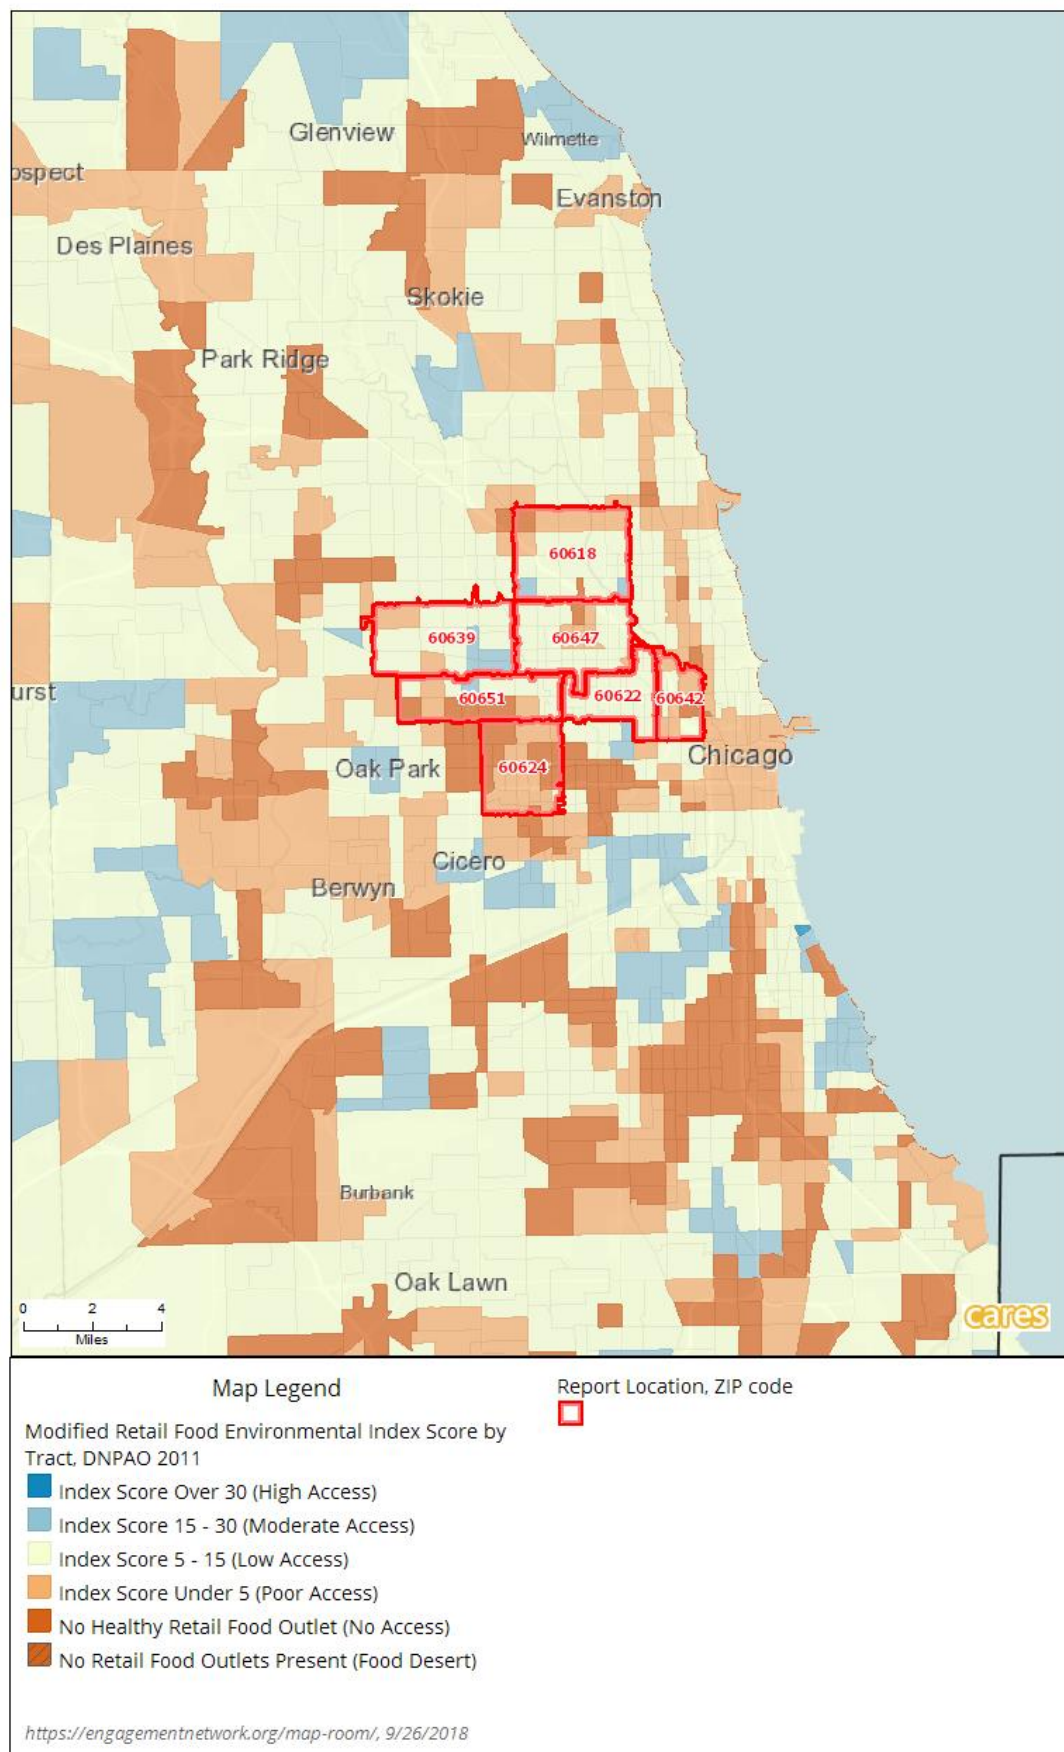 Glenview
Wilmette
ospect
Evanston
Des Plaines
Skokie
Park Ridge
60618
60639
60647
urst
60651
60622
60642
Chicago
Oak Park
60624
Cicero
Berwyn
Burbank
Oak Lawn
0 2 4
Miles
cares
Map Legend
Report Location, ZIP code
Modified Retail Food Environmental Index Score by
Tract, DNPAO 2011
Index Score Over 30 (High Access)
Index Score 15 - 30 (Moderate Access)
Index Score 5 - 15 (Low Access)
Index Score Under 5 (Poor Access)
No Healthy Retail Food Outlet (No Access)
No Retail Food Outlets Present (Food Desert)
https://engagementnetwork.org/map-room/, 9/26/2018